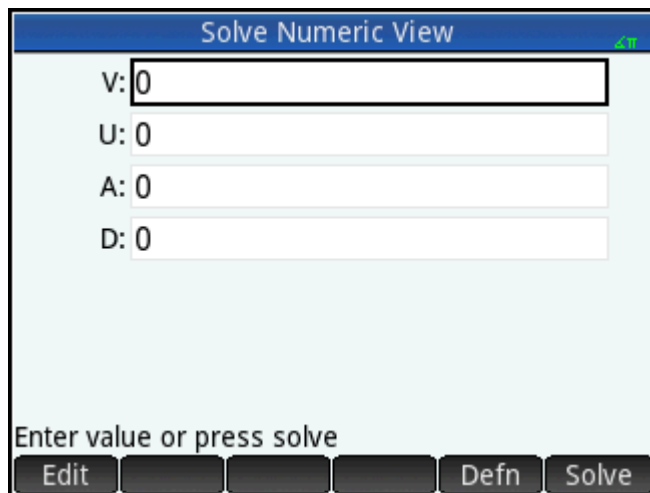 Solve Numeric View
∡π
V: 0
U: 0
A: 0
D: 0
Enter value or press solve
Edit Defn Solve